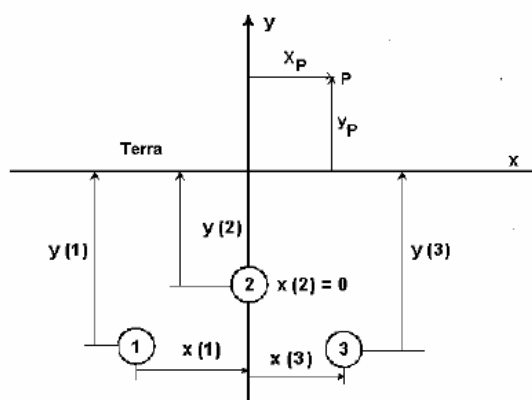 y
X_P
P
y_P
Terra
x
y (1)
y (2)
y (3)
2
x (2) = 0
1
x (1)
x (3)
3